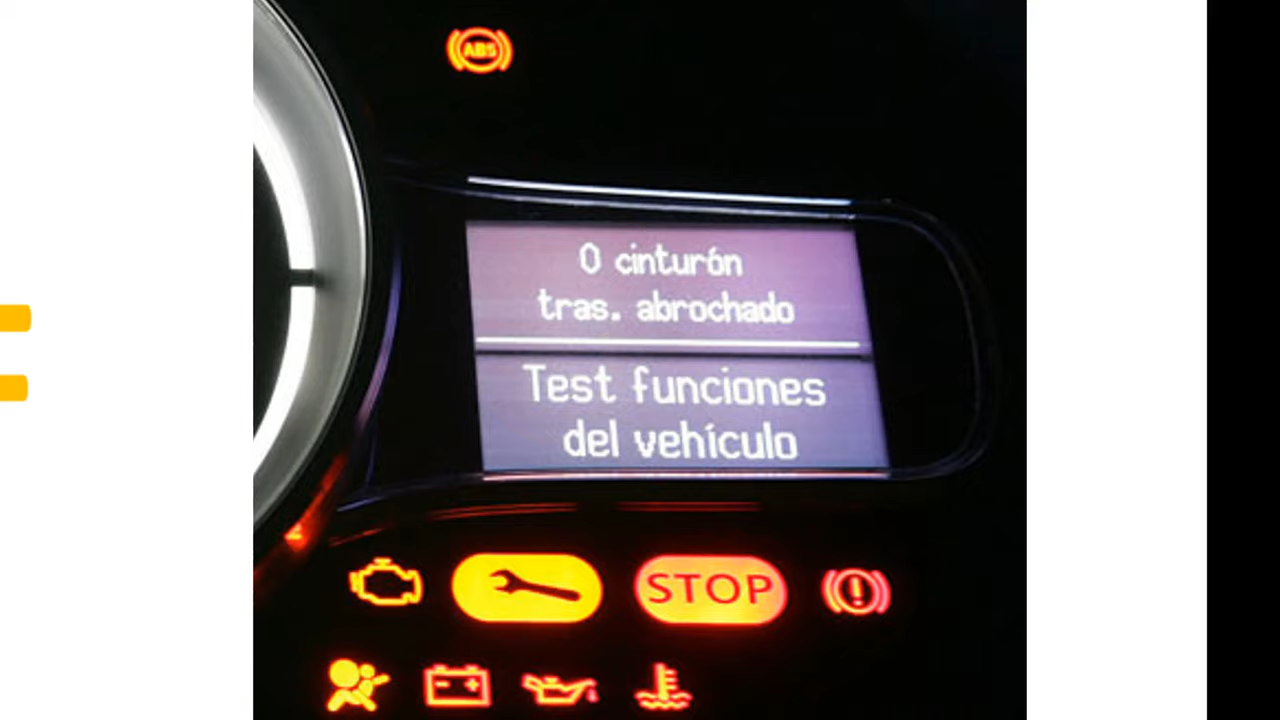 ABS
0 cinturón
tras. abrochado
Test funciones
del vehículo
STOP